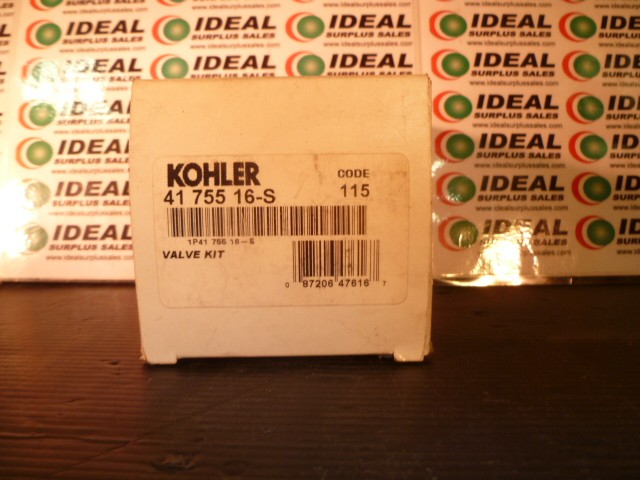 IDEAL
SURPLUS SALES
www.idealsurplussales.com
KOHLER
CODE
41 755 16-S
115
1P41 755 16-S
VALVE KIT
0 87206 47616 7